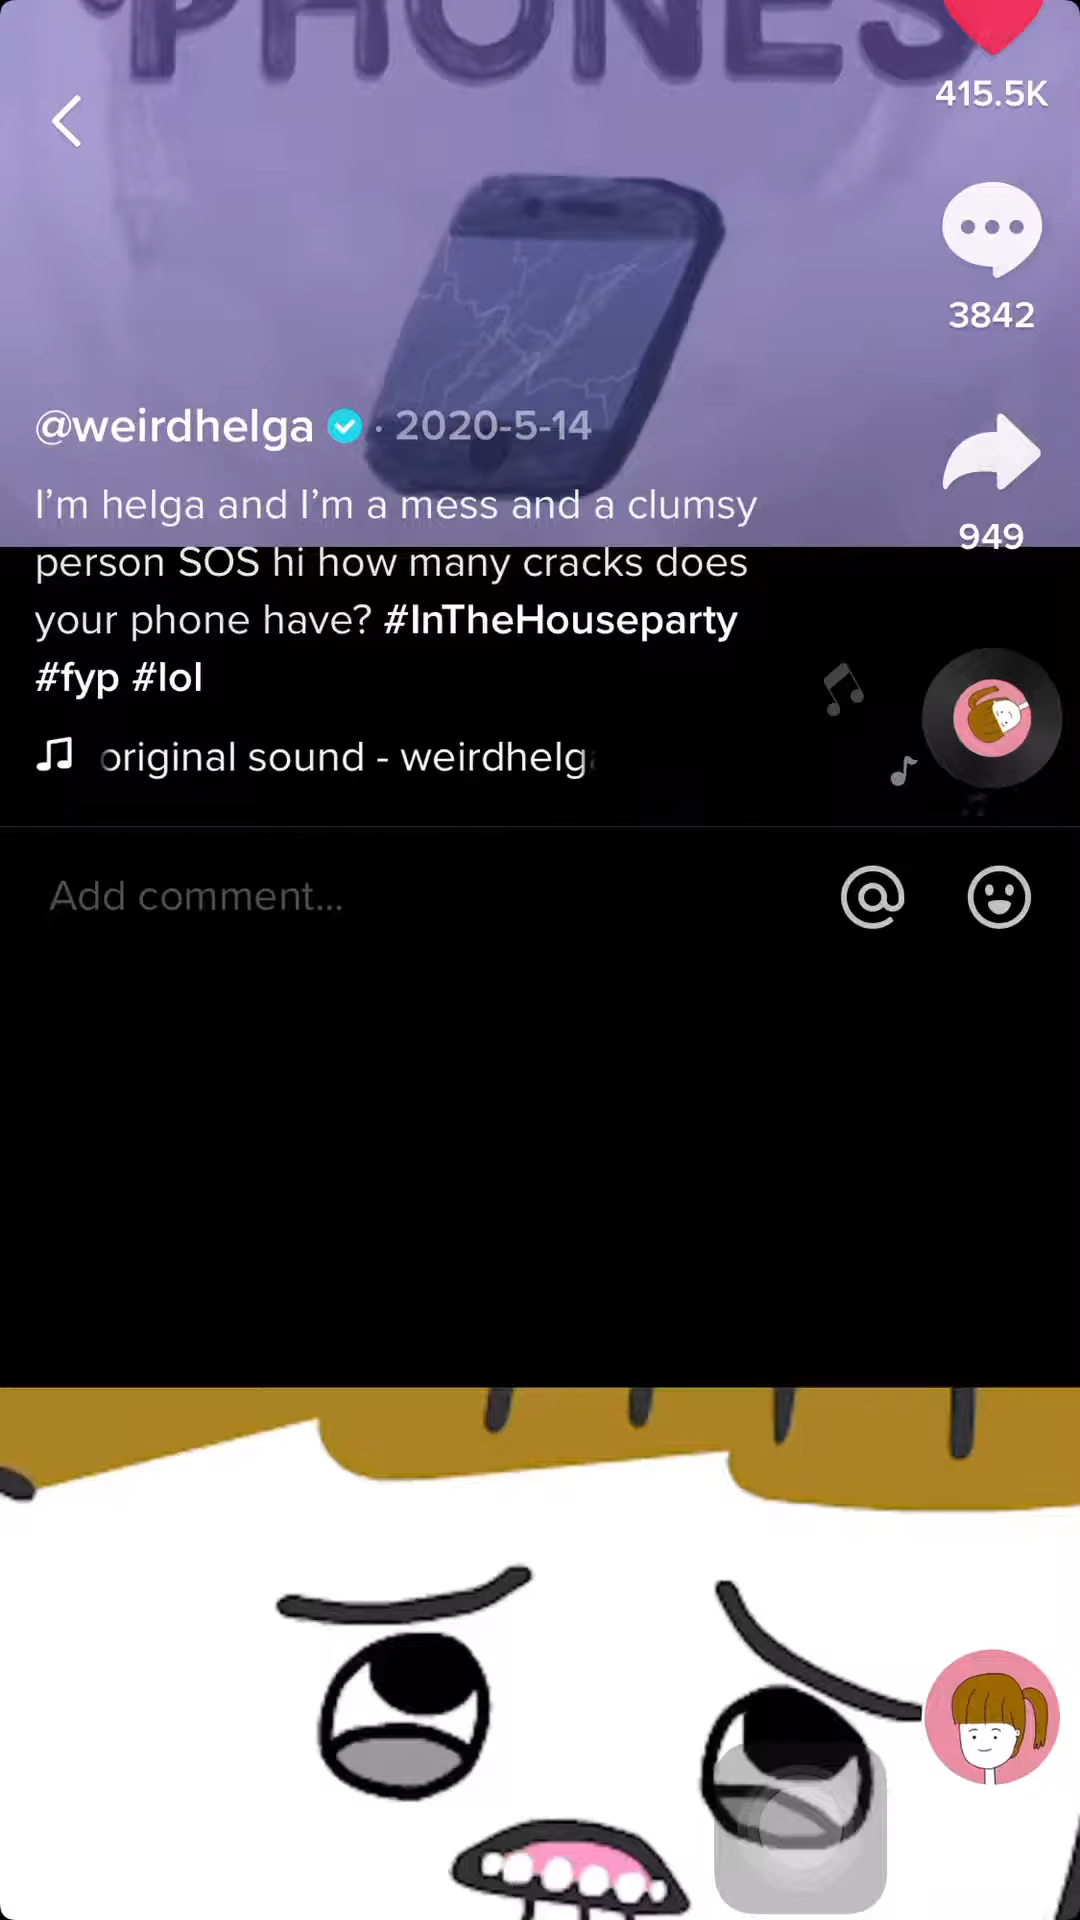 PHONES
415.5K
3842
@weirdhelga · 2020-5-14
I'm helga and I'm a mess and a clumsy
person SOS hi how many cracks does
your phone have? #InTheHouseparty
#fyp #lol
949
original sound - weirdhelg
Add comment...